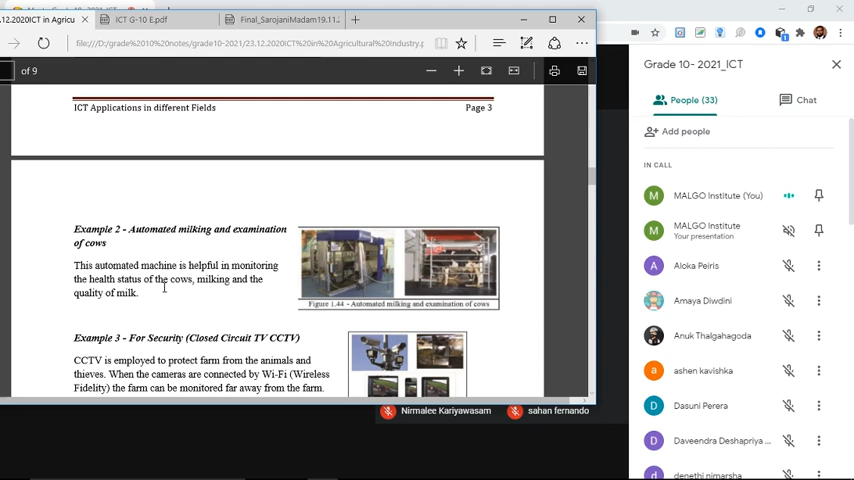 12.2020ICT in Agricu
ICT G-10 E.pdf
Final_SarojaniMadam19.11.2
file:///D:/grade%2010%20notes/grade10-2021/23.12.2020ICT%20in%20Agricultural%20Industry.p
of 9
ICT Applications in different Fields
Page 3
Example 2 - Automated milking and examination
of cows
This automated machine is helpful in monitoring
the health status of the cows, milking and the
quality of milk.
Figure 1.44 - Automated milking and examination of cows
Example 3 - For Security (Closed Circuit TV CCTV)
CCTV is employed to protect farm from the animals and
thieves. When the cameras are connected by Wi-Fi (Wireless
Fidelity) the farm can be monitored far away from the farm.
Nirmalee Kariyawasam
sahan fernando
Grade 10- 2021_ICT
People (33)
Chat
Add people
IN CALL
M
MALGO Institute (You)
M
MALGO Institute
Your presentation
A
Aloka Peiris
Amaya Diwdini
Anuk Thalgahagoda
a
ashen kavishka
D
Dasuni Perera
D
Daveendra Deshapriya ...
d
denethi nimarsha